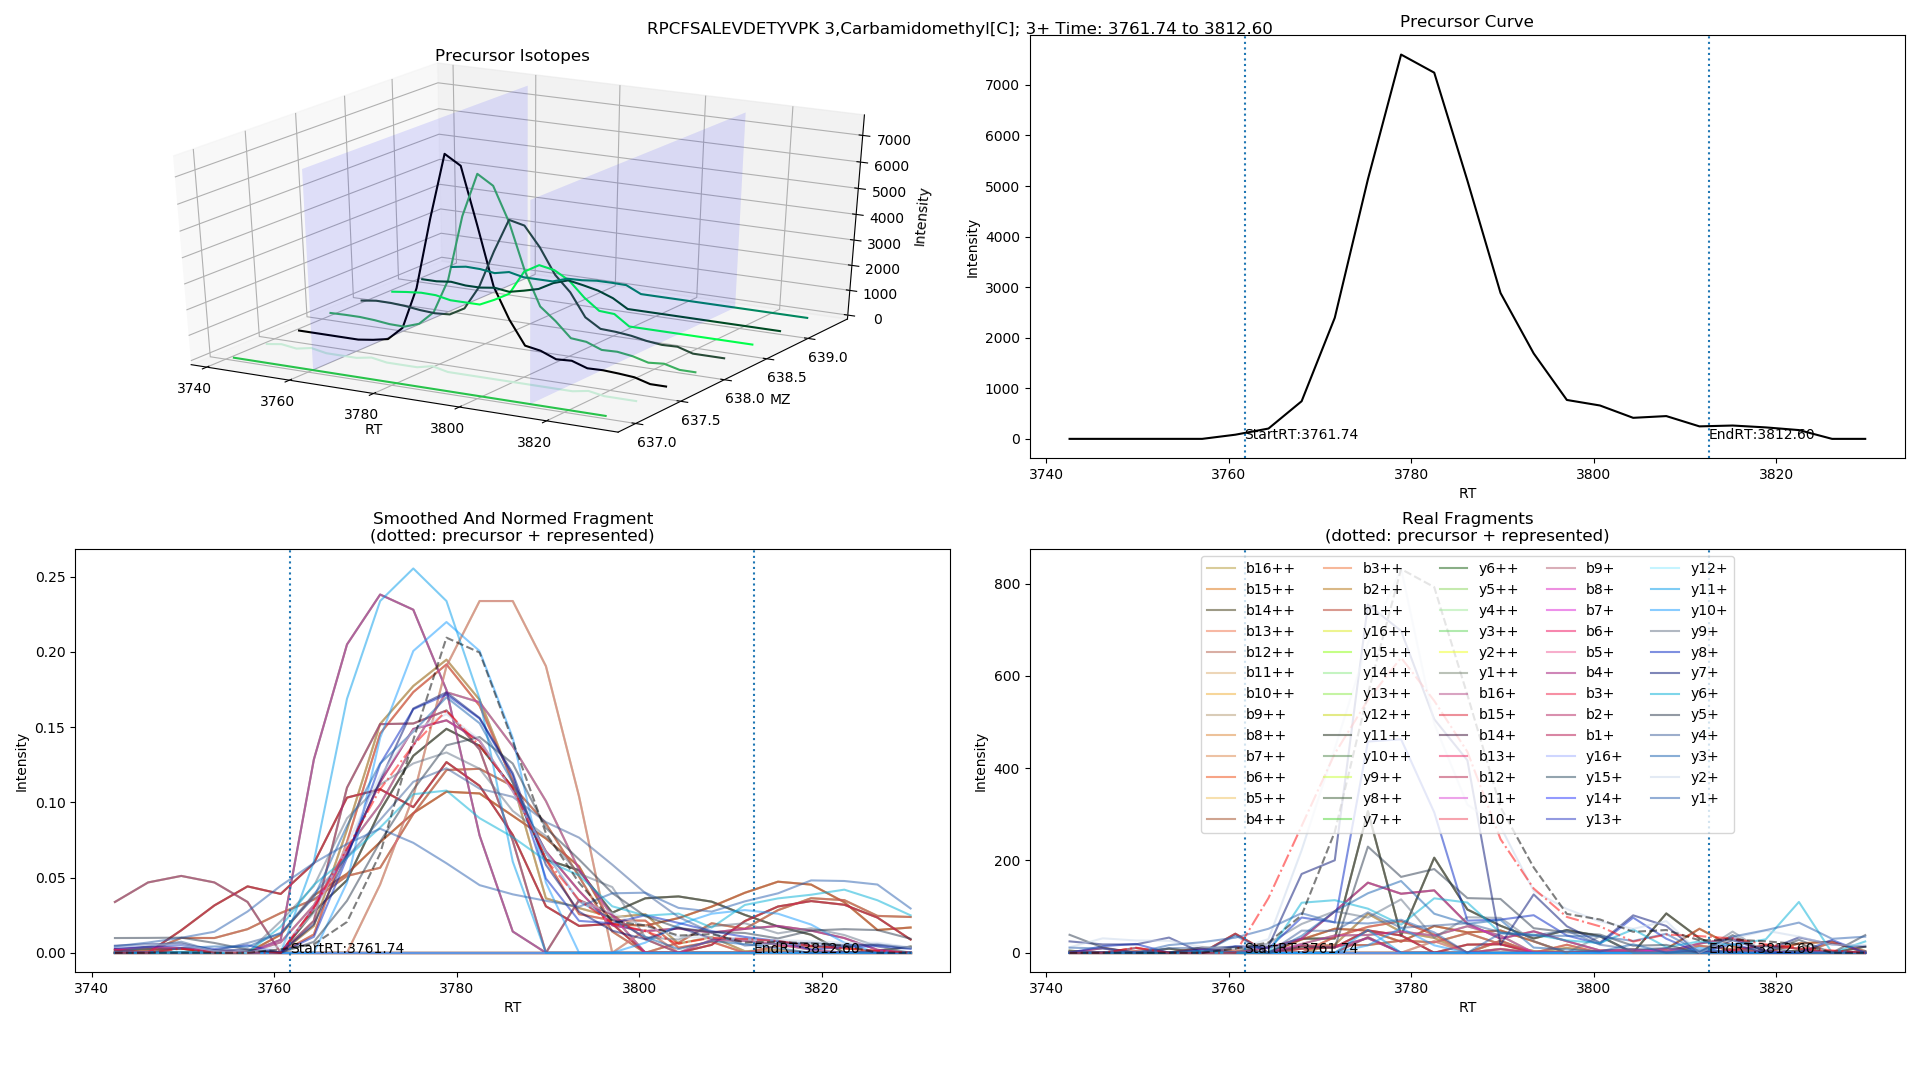 RPCFSALEVDETYVPK 3,Carbamidomethyl[C]; 3+ Time: 3761.74 to 3812.60
Precursor Isotopes
7000
6000
5000
4000
3000
2000
1000
0
Intensity
3740
3760
3780
3800
3820
RT
637.0
637.5
638.0
638.5
639.0
MZ
Precursor Curve
7000
6000
5000
4000
3000
2000
1000
0
Intensity
StartRT:3761.74
EndRT:3812.60
3740 3760 3780 3800 3820
RT
Smoothed And Normed Fragment
(dotted: precursor + represented)
0.25
0.20
0.15
0.10
0.05
0.00
Intensity
StartRT:3761.74
EndRT:3812.60
3740 3760 3780 3800 3820
RT
Real Fragments
(dotted: precursor + represented)
800
600
400
200
0
Intensity
b16++ b3++ y6++ b9+ y12+
b15++ b2++ y5++ b8+ y11+
b14++ b1++ y4++ b7+ y10+
b13++ y16++ y3++ b6+ y9+
b12++ y15++ y2++ b5+ y8+
b11++ y14++ y1++ b4+ y7+
b10++ y13++ b16+ b3+ y6+
b9++ y12++ b15+ b2+ y5+
b8++ y11++ b14+ b1+ y4+
b7++ y10++ b13+ y16+ y3+
b6++ y9++ b12+ y15+ y2+
b5++ y8++ b11+ y14+ y1+
b4++ y7++ b10+ y13+
StartRT:3761.74
EndRT:3812.60
3740 3760 3780 3800 3820
RT